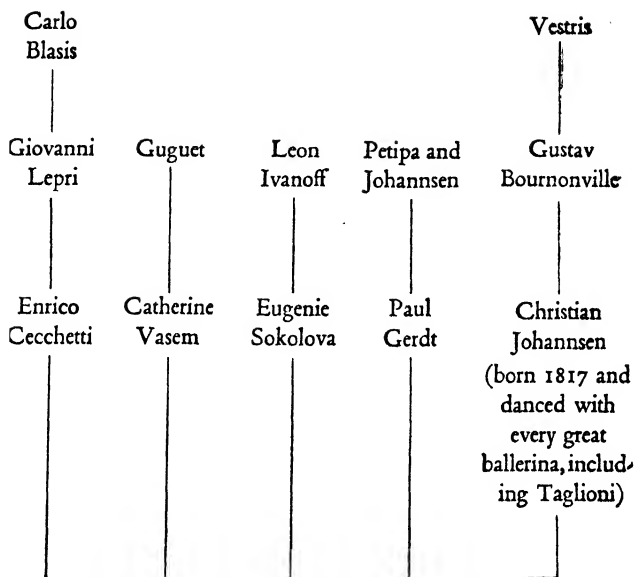 Carlo
Blasis
Vestris
Giovanni
Lepri
Guguet
Leon
Ivanoff
Petipa and
Johannsen
Gustav
Bournonville
Enrico
Cecchetti
Catherine
Vasem
Eugenie
Sokolova
Paul
Gerdt
Christian
Johannsen
(born 1817 and
danced with
every great
ballerina, includ-
ing Taglioni)